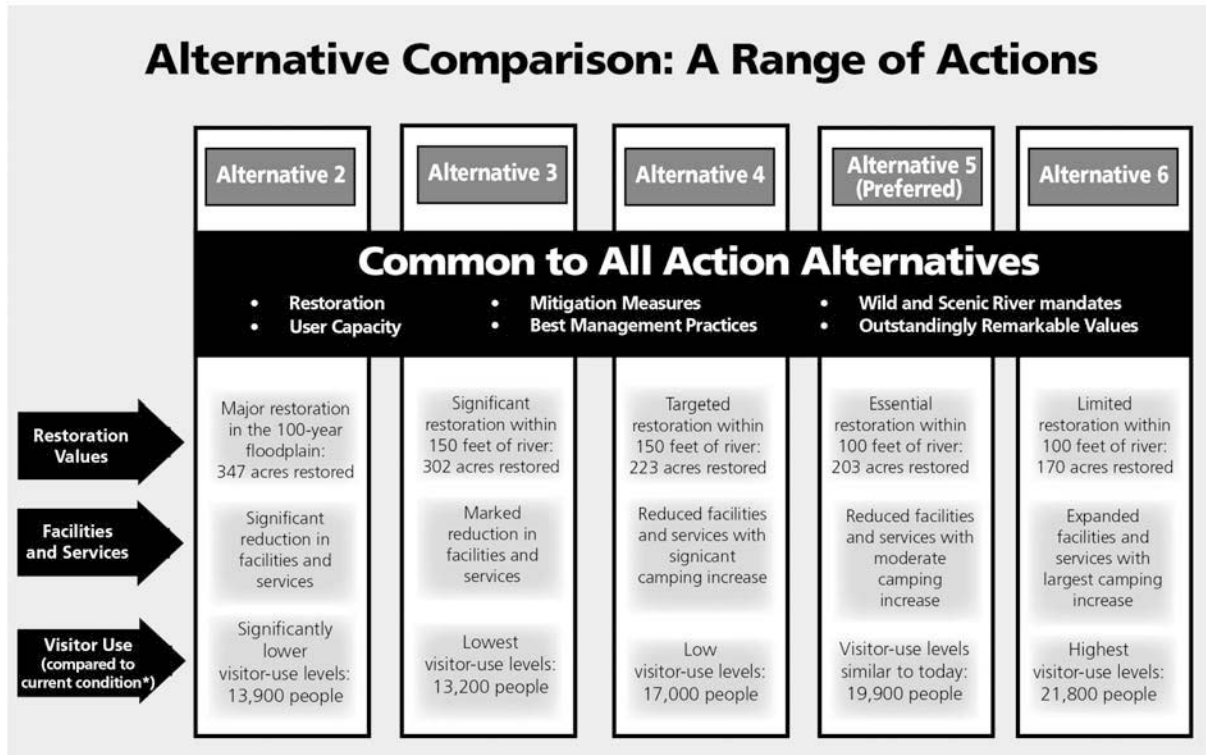 Alternative Comparison: A Range of Actions
Alternative 2
Alternative 3
Alternative 4
Alternative 5
(Preferred)
Alternative 6
Common to All Action Alternatives
• Restoration
• User Capacity
• Mitigation Measures
• Best Management Practices
• Wild and Scenic River mandates
• Outstandingly Remarkable Values
Restoration
Values
Major restoration
in the 100-year
floodplain:
347 acres restored
Significant
restoration within
150 feet of river:
302 acres restored
Targeted
restoration within
150 feet of river:
223 acres restored
Essential
restoration within
100 feet of river:
203 acres restored
Limited
restoration within
100 feet of river:
170 acres restored
Facilities
and Services
Significant
reduction in
facilities and
services
Marked
reduction in
facilities and
services
Reduced facilities
and services with
signicant
camping increase
Reduced facilities
and services with
moderate
camping
increase
Expanded
facilities and
services with
largest camping
increase
Visitor Use
(compared to
current condition*)
Significantly
lower
visitor-use levels:
13,900 people
Lowest
visitor-use levels:
13,200 people
Low
visitor-use levels:
17,000 people
Visitor-use levels
similar to today:
19,900 people
Highest
visitor-use levels:
21,800 people